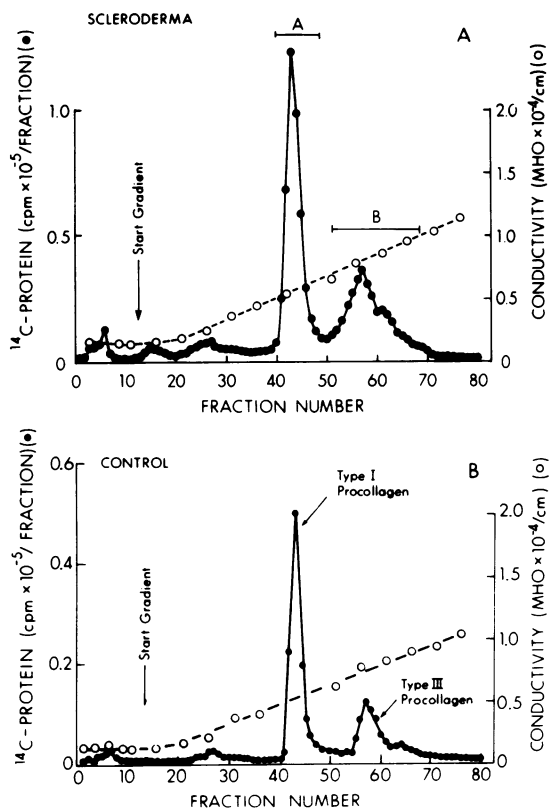 SCLERODERMA
A
A
B
Start Gradient
¹⁴C-PROTEIN (cpm × 10⁻⁵/FRACTION)(●)
1.0
0.5
0
2.0
1.5
1.0
0.5
0
CONDUCTIVITY (MHO × 10⁻⁴/cm) (o)
0 10 20 30 40 50 60 70 80
FRACTION NUMBER
CONTROL
B
Type I
Procollagen
Start Gradient
Type III
Procollagen
¹⁴C-PROTEIN (cpm × 10⁻⁵/ FRACTION)(●)
0.6
0.4
0.2
0
2.0
1.5
1.0
0.5
0
CONDUCTIVITY (MHO × 10⁻⁴/cm) (o)
0 10 20 30 40 50 60 70 80
FRACTION NUMBER